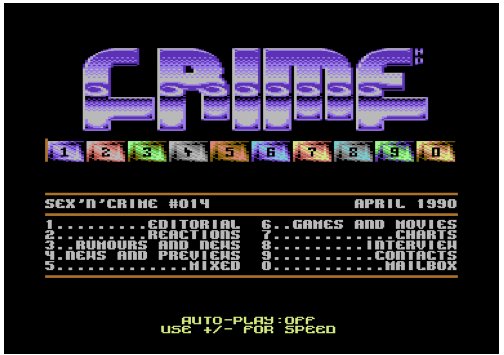 CRIME
HD
1 2 3 4 5 6 7 8 9 0
SEX'N'CRIME #014 APRIL 1990
1.........EDITORIAL 6..GAMES AND MOVIES
2.........REACTIONS 7............CHARTS
3..RUMOURS AND NEWS 8.........INTERVIEW
4.NEWS AND PREVIEWS 9..........CONTACTS
5.............MIXED 0...........MAILBOX
AUTO-PLAY:OFF
USE +/- FOR SPEED